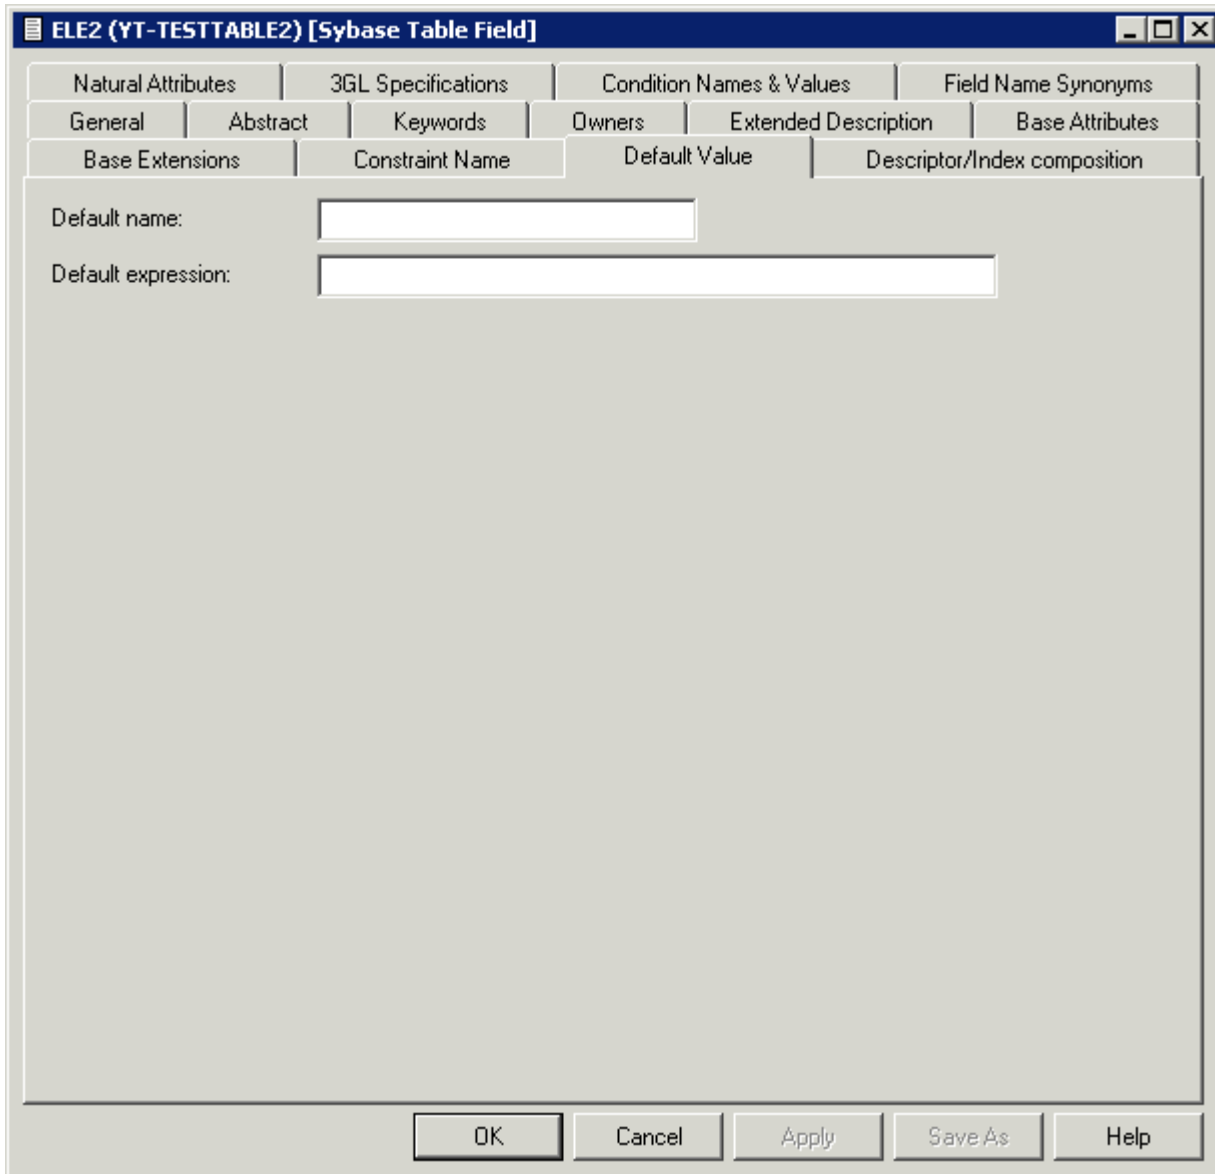 ELE2 (YT-TESTTABLE2) [Sybase Table Field]
Natural Attributes 3GL Specifications Condition Names & Values Field Name Synonyms
General Abstract Keywords Owners Extended Description Base Attributes
Base Extensions Constraint Name Default Value Descriptor/Index composition
Default name:
Default expression:
OK Cancel Apply Save As Help